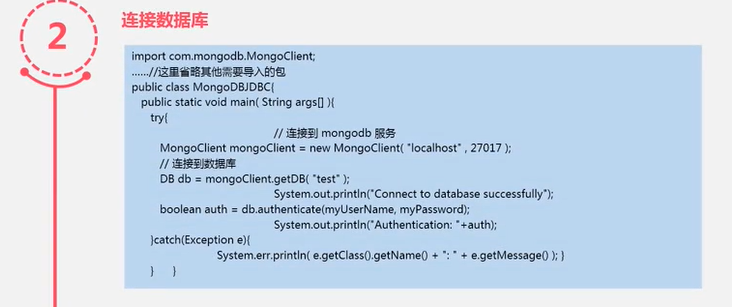 2
连接数据库
import com.mongodb.MongoClient;
......//这里省略其他需要导入的包
public class MongoDBJDBC{
public static void main( String args[] ){
try{
// 连接到 mongodb 服务
MongoClient mongoClient = new MongoClient( "localhost" , 27017 );
// 连接到数据库
DB db = mongoClient.getDB( "test" );
System.out.println("Connect to database successfully");
boolean auth = db.authenticate(myUserName, myPassword);
System.out.println("Authentication: "+auth);
}catch(Exception e){
System.err.println( e.getClass().getName() + ": " + e.getMessage() ); }
} }